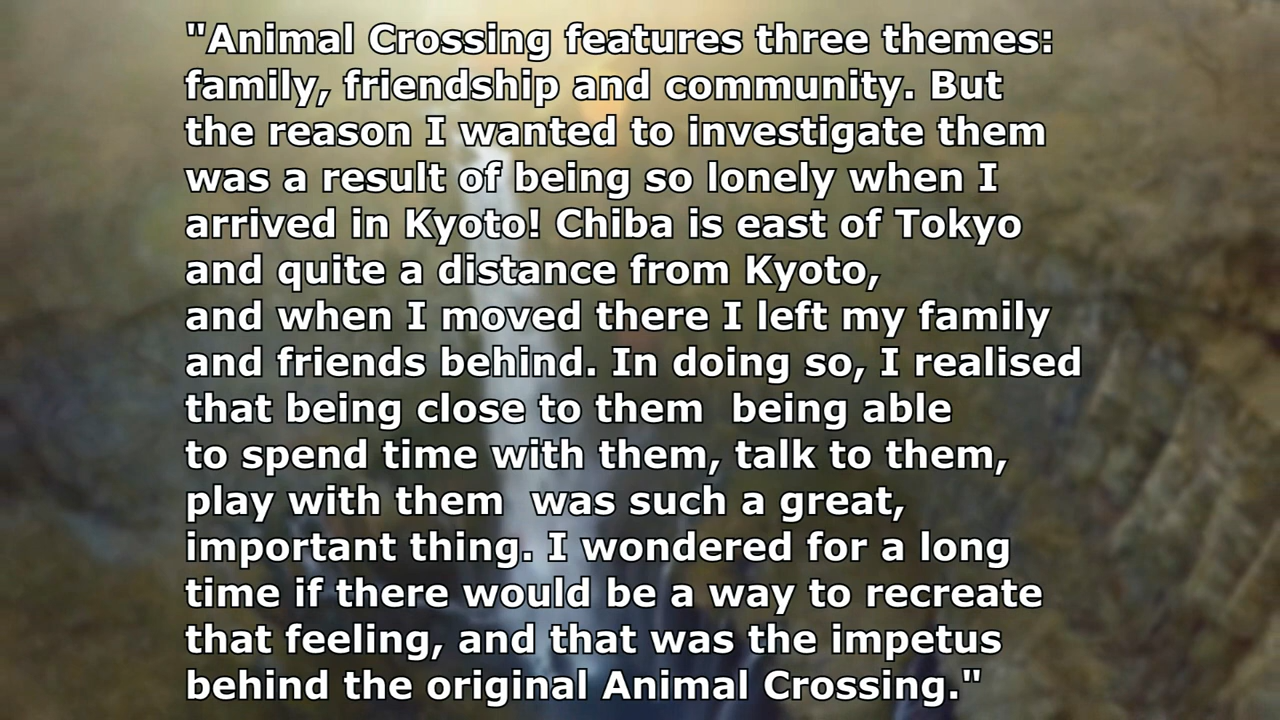 "Animal Crossing features three themes:
family, friendship and community. But
the reason I wanted to investigate them
was a result of being so lonely when I
arrived in Kyoto! Chiba is east of Tokyo
and quite a distance from Kyoto,
and when I moved there I left my family
and friends behind. In doing so, I realised
that being close to them  being able
to spend time with them, talk to them,
play with them  was such a great,
important thing. I wondered for a long
time if there would be a way to recreate
that feeling, and that was the impetus
behind the original Animal Crossing."